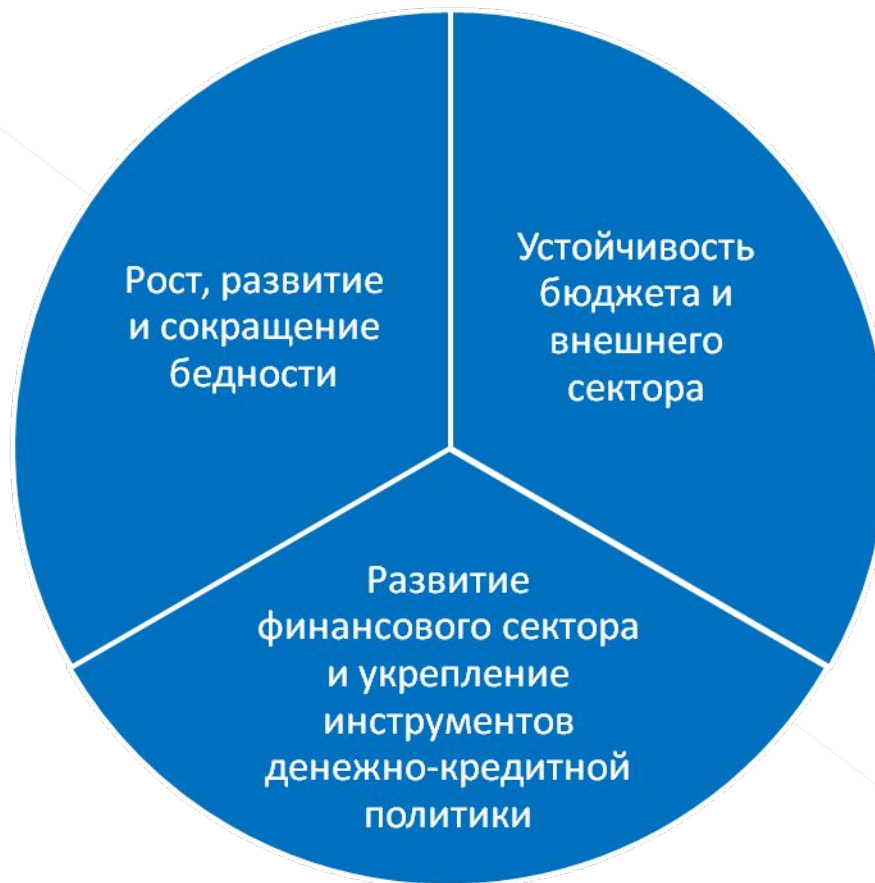 Рост, развитие
и сокращение
бедности
Устойчивость
бюджета и
внешнего
сектора
Развитие
финансового сектора
и укрепление
инструментов
денежно-кредитной
политики